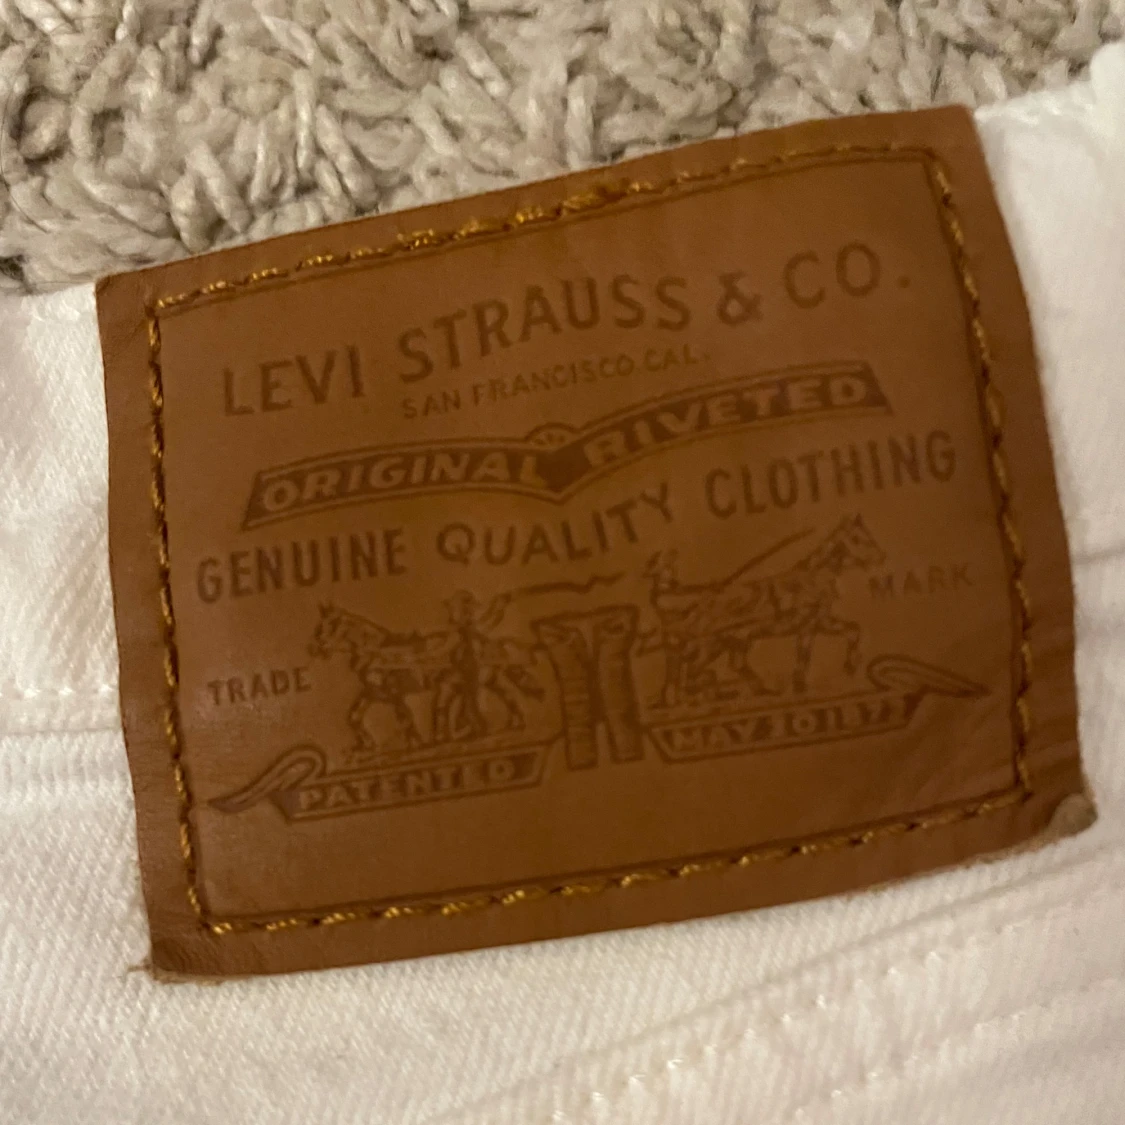 LEVI STRAUSS & CO.
SAN FRANCISCO.CAL.
ORIGINAL RIVETED
GENUINE QUALITY CLOTHING
TRADE MARK
PATENTED MAY 20 1873